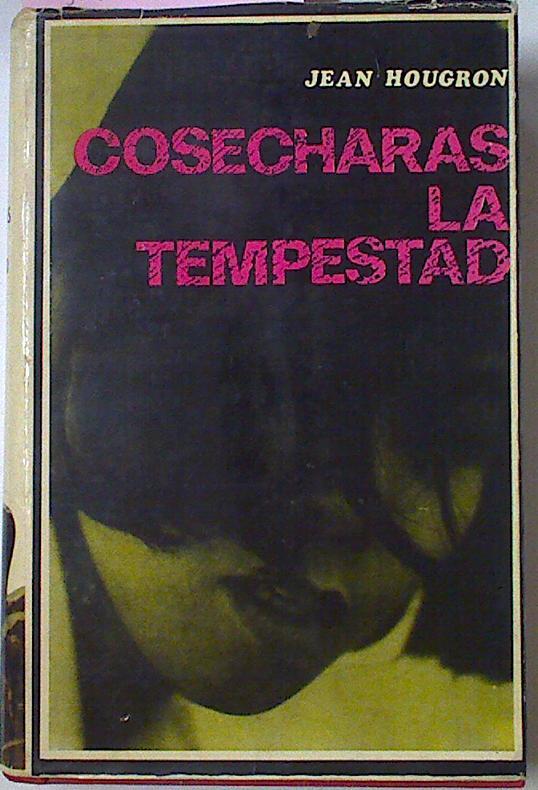 JEAN HOUGRON
COSECHARAS
LA
TEMPESTAD